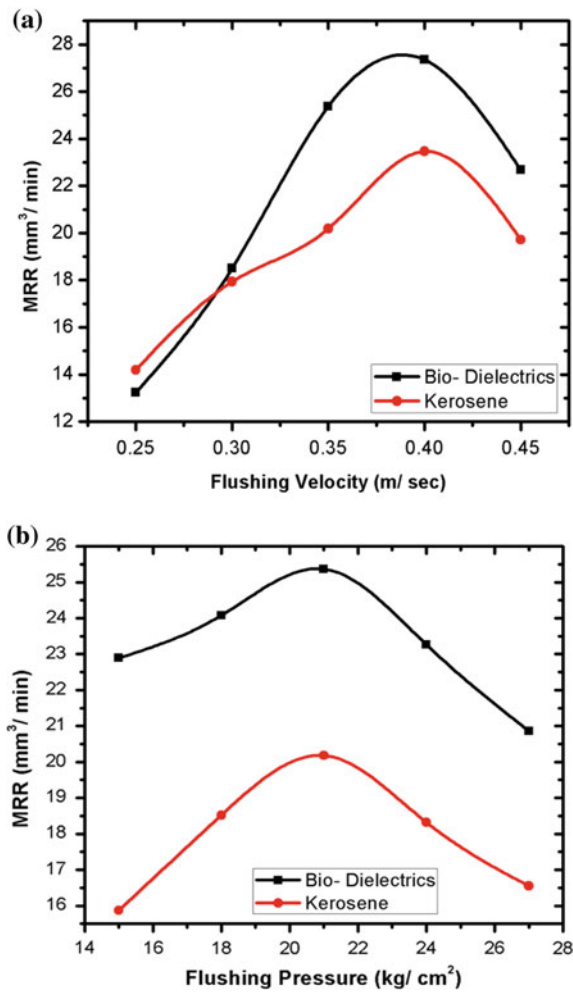 (a)
28
26
24
22
20
18
16
14
12
MRR (mm³/ min)
Bio- Dielectrics
Kerosene
0.25 0.30 0.35 0.40 0.45
Flushing Velocity (m/ sec)
(b)
26
25
24
23
22
21
20
19
18
17
16
MRR (mm³/ min)
Bio- Dielectrics
Kerosene
14 16 18 20 22 24 26 28
Flushing Pressure (kg/ cm²)